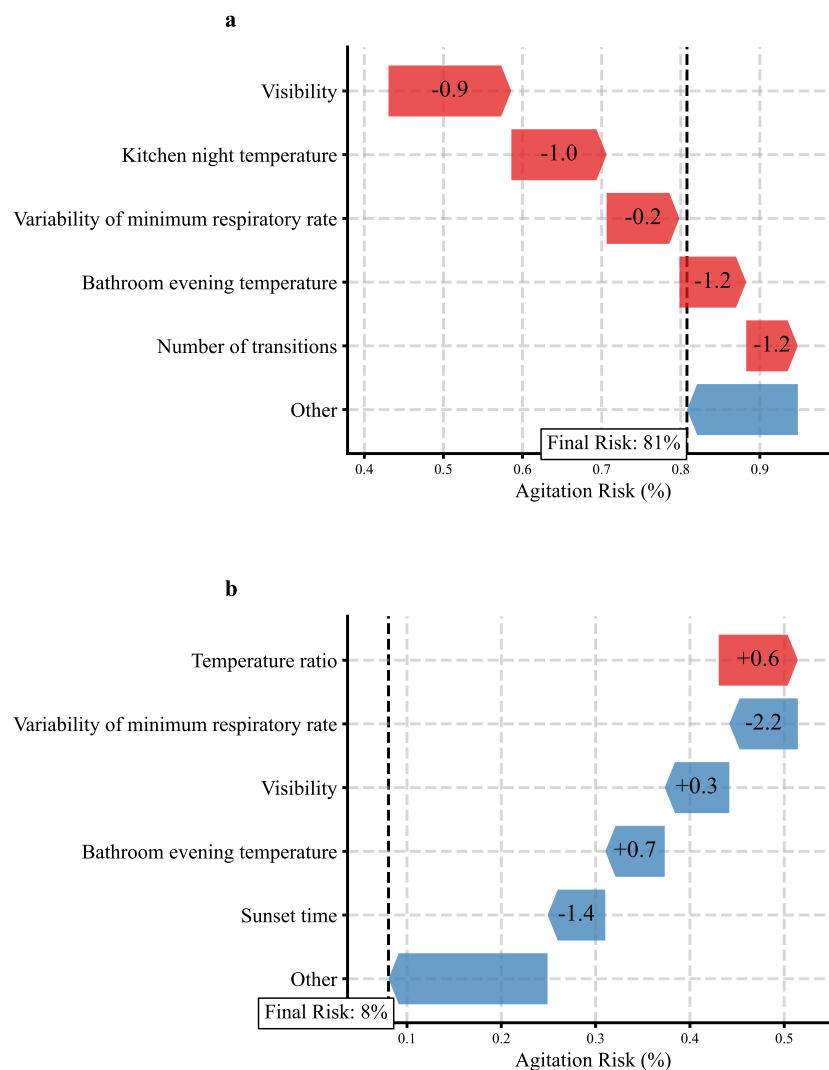 a
Visibility
-0.9
Kitchen night temperature
-1.0
Variability of minimum respiratory rate
-0.2
Bathroom evening temperature
-1.2
Number of transitions
-1.2
Other
Final Risk: 81%
0.4 0.5 0.6 0.7 0.8 0.9
Agitation Risk (%)
b
Temperature ratio
+0.6
Variability of minimum respiratory rate
-2.2
Visibility
+0.3
Bathroom evening temperature
+0.7
Sunset time
-1.4
Other
Final Risk: 8%
0.1 0.2 0.3 0.4 0.5
Agitation Risk (%)